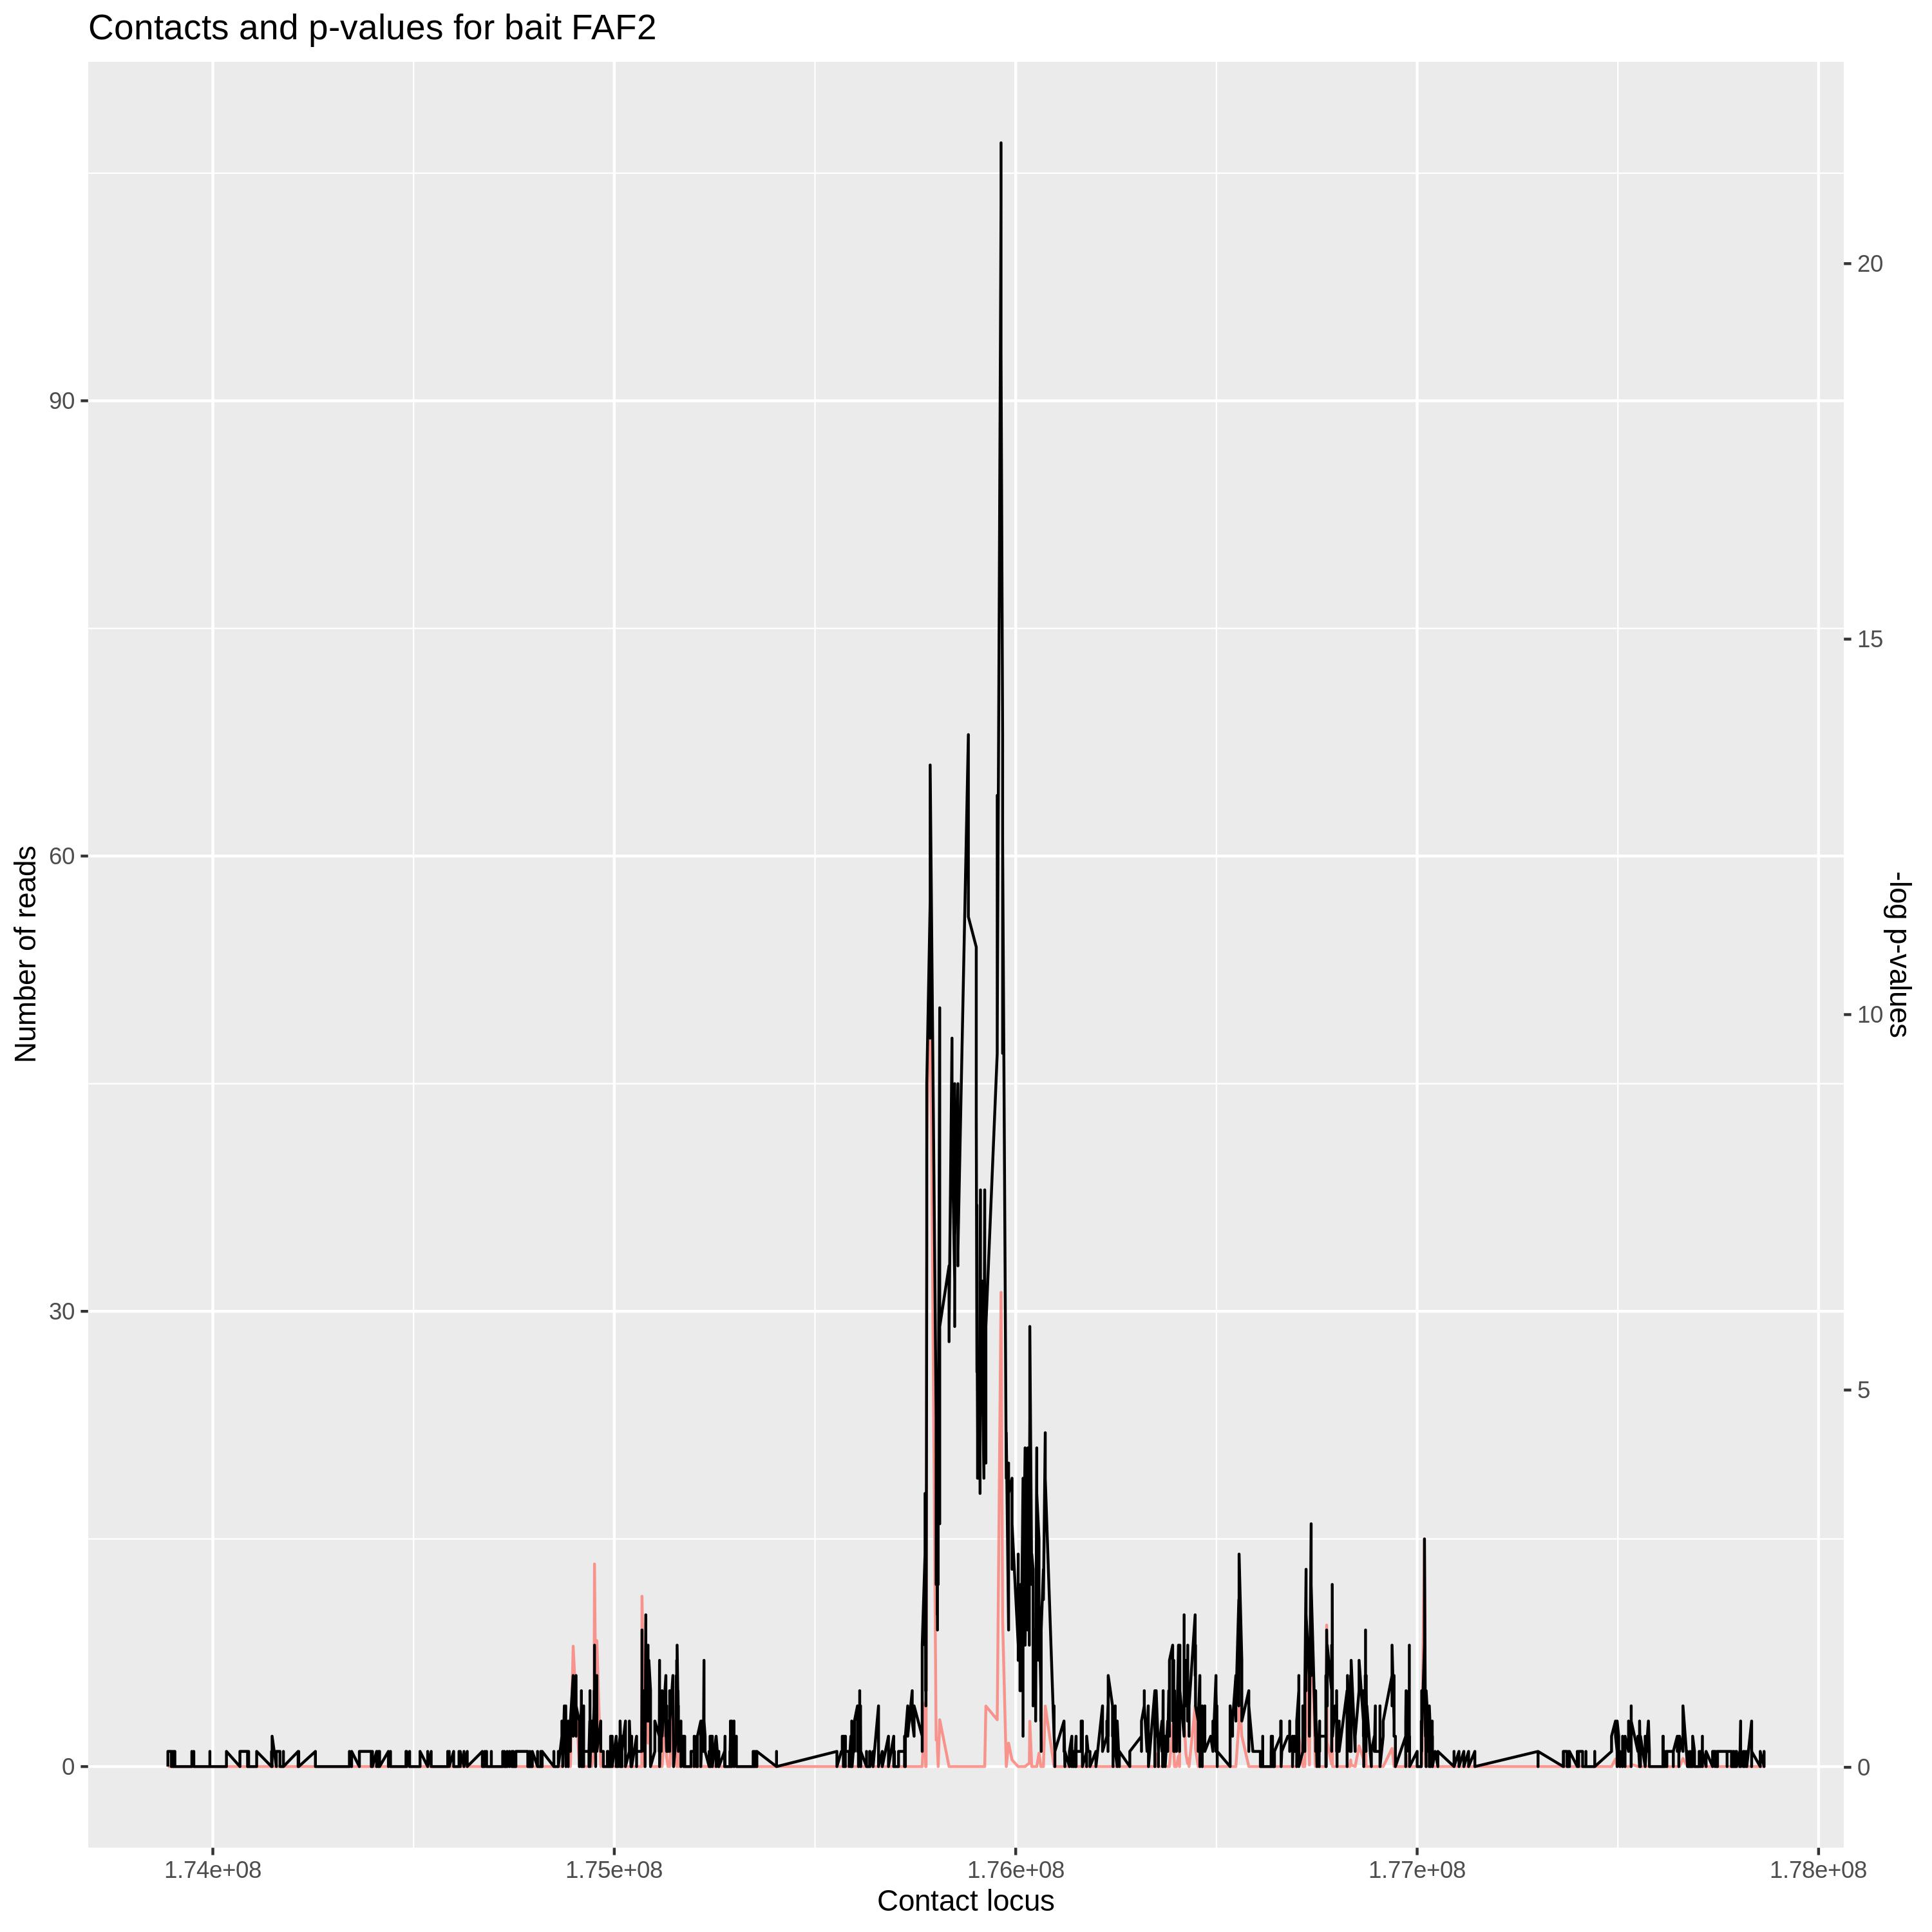 Contacts and p-values for bait FAF2
Number of reads
90
60
30
0
20
15
10
5
0
-log p-values
1.74e+08 1.75e+08 1.76e+08 1.77e+08 1.78e+08
Contact locus